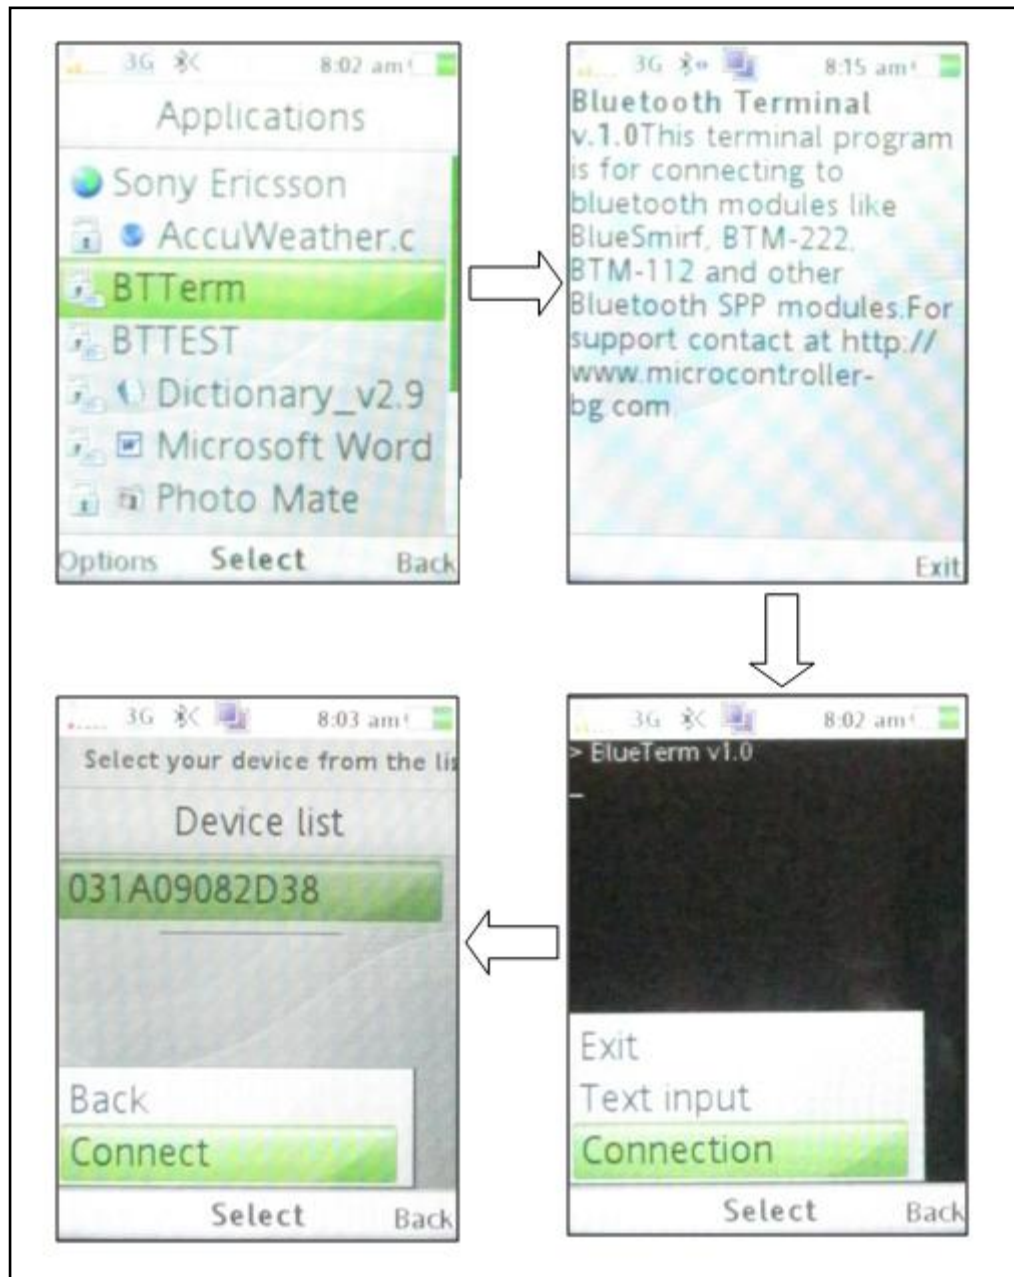 3G 8:02 am
Applications
Sony Ericsson
AccuWeather.c
BTTerm
BTTEST
Dictionary_v2.9
Microsoft Word
Photo Mate
Options Select Back
3G 8:15 am
Bluetooth Terminal
v.1.0This terminal program
is for connecting to
bluetooth modules like
BlueSmirf, BTM-222,
BTM-112 and other
Bluetooth SPP modules.For
support contact at http://
www.microcontroller-
bg.com
Exit
3G 8:02 am
> BlueTerm v1.0
_
Exit
Text input
Connection
Select Back
3G 8:03 am
Select your device from the lis
Device list
031A09082D38
Back
Connect
Select Back